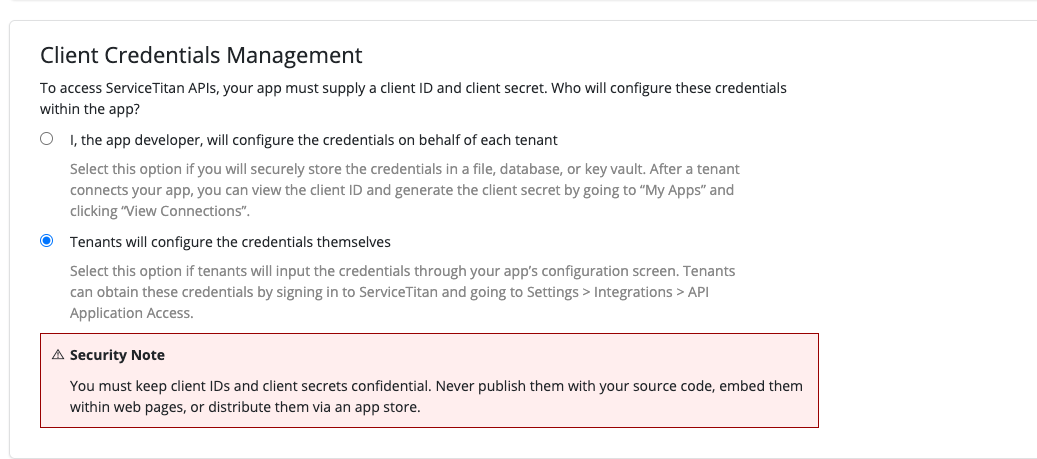 Client Credentials Management
To access ServiceTitan APIs, your app must supply a client ID and client secret. Who will configure these credentials
within the app?
I, the app developer, will configure the credentials on behalf of each tenant
Select this option if you will securely store the credentials in a file, database, or key vault. After a tenant
connects your app, you can view the client ID and generate the client secret by going to “My Apps” and
clicking “View Connections”.
Tenants will configure the credentials themselves
Select this option if tenants will input the credentials through your app’s configuration screen. Tenants
can obtain these credentials by signing in to ServiceTitan and going to Settings > Integrations > API
Application Access.
⚠ Security Note
You must keep client IDs and client secrets confidential. Never publish them with your source code, embed them
within web pages, or distribute them via an app store.